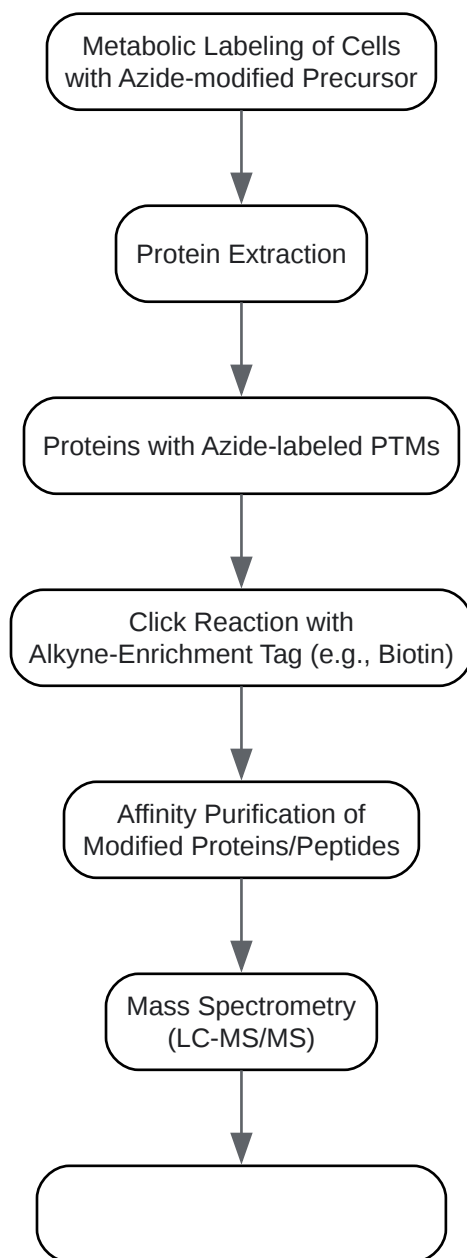 Metabolic Labeling of Cells
with Azide-modified Precursor
Protein Extraction
Proteins with Azide-labeled PTMs
Click Reaction with
Alkyne-Enrichment Tag (e.g., Biotin)
Affinity Purification of
Modified Proteins/Peptides
Mass Spectrometry
(LC-MS/MS)